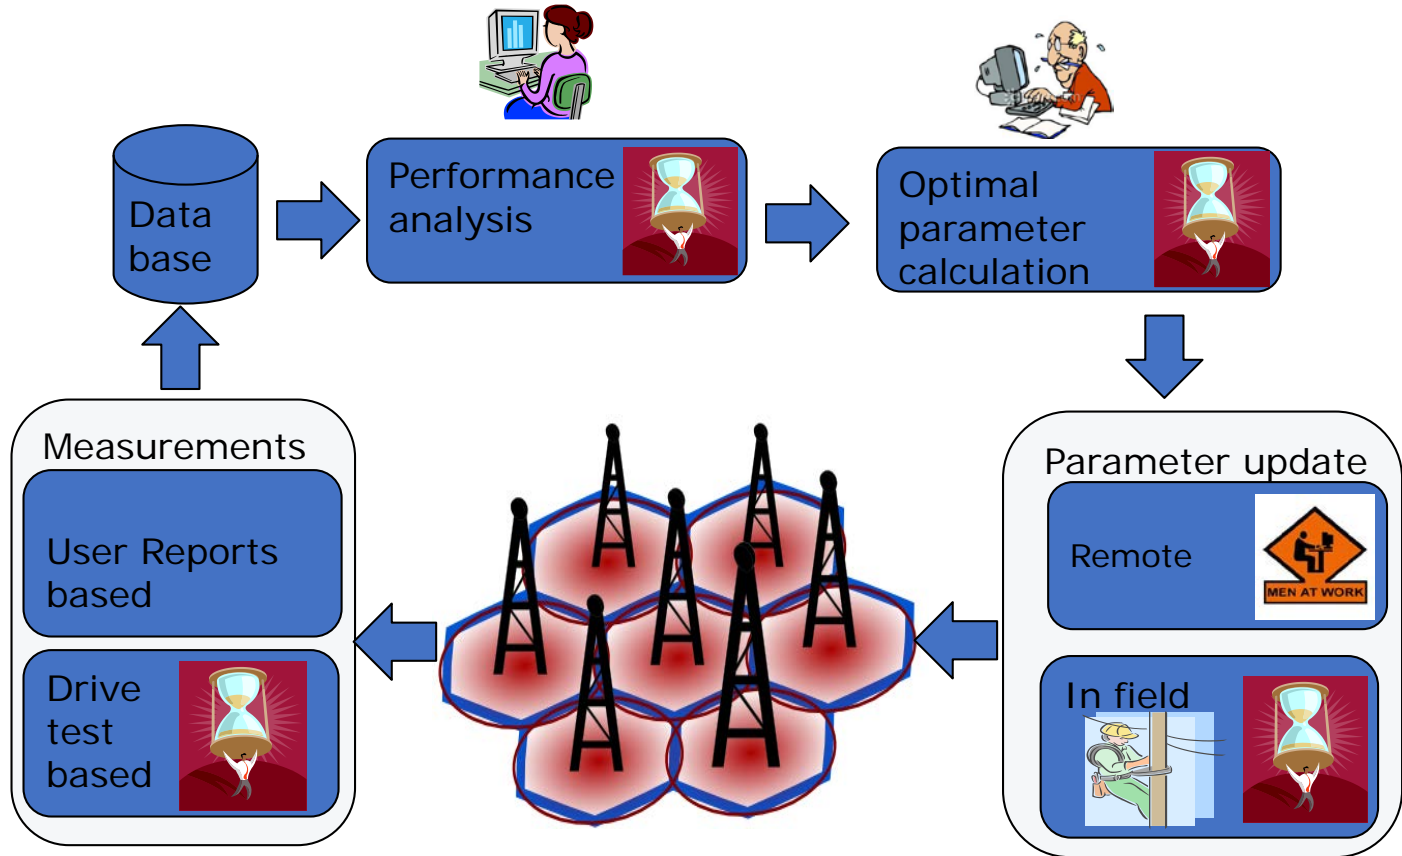 Data
base
Performance
analysis
Optimal
parameter
calculation
Measurements
User Reports
based
Drive
test
based
Parameter update
Remote
MEN AT WORK
In field